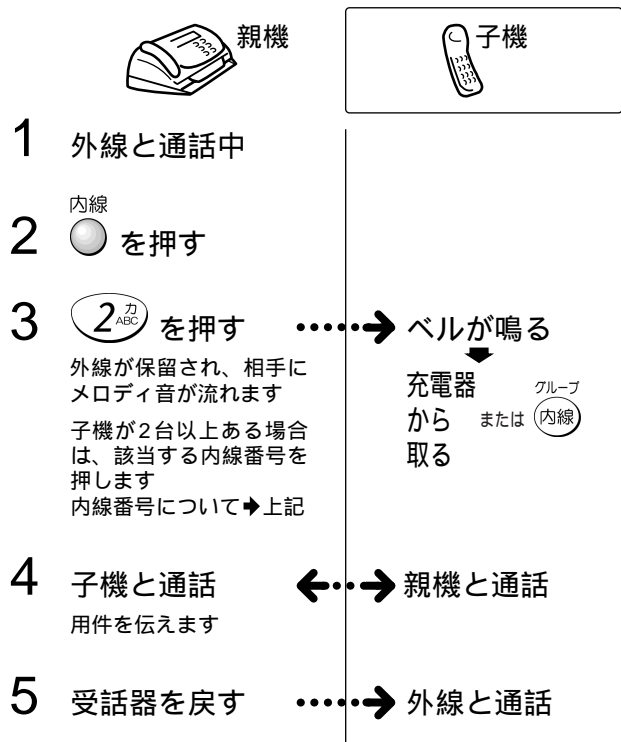 親機
子機
1 外線と通話中
内線
2 を押す
3 2カABC を押す
ベルが鳴る
外線が保留され、相手に
メロディ音が流れます
子機が2台以上ある場合
は、該当する内線番号を
押します
内線番号について➡上記
充電器
から
取る
または
グループ
内線
4 子機と通話
親機と通話
用件を伝えます
5 受話器を戻す
外線と通話